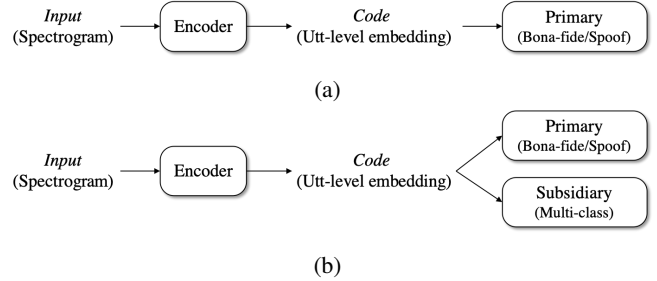 Input
(Spectrogram)
Encoder
Code
(Utt-level embedding)
Primary
(Bona-fide/Spoof)
(a)
Input
(Spectrogram)
Encoder
Code
(Utt-level embedding)
Primary
(Bona-fide/Spoof)
Subsidiary
(Multi-class)
(b)